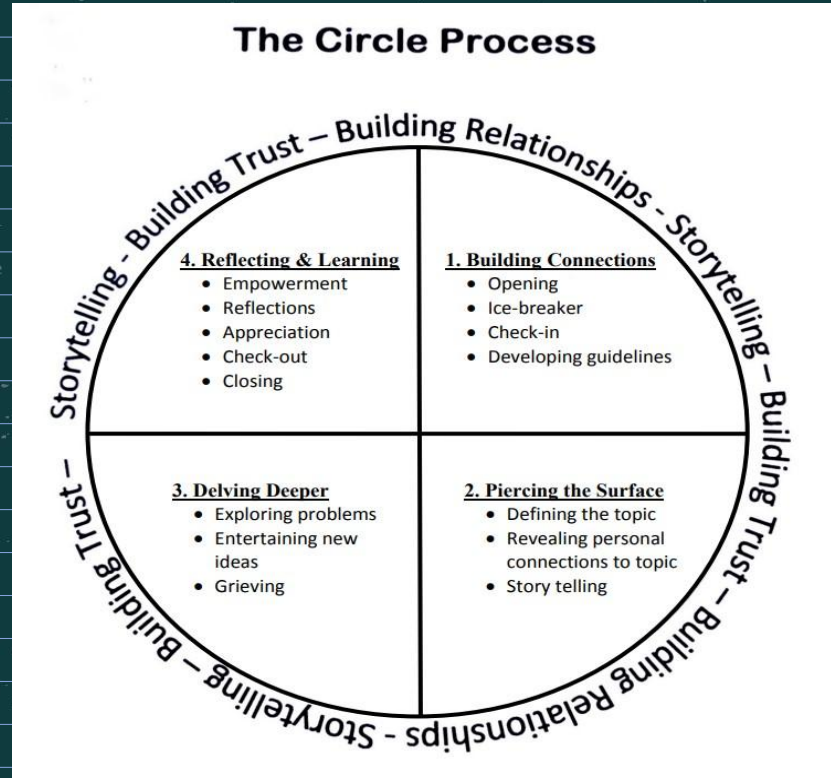 The Circle Process
Storytelling - Building Trust – Building Relationships - Storytelling – Building Trust – Building Relationships - Storytelling – Building Trust –
4. Reflecting & Learning
• Empowerment
• Reflections
• Appreciation
• Check-out
• Closing
1. Building Connections
• Opening
• Ice-breaker
• Check-in
• Developing guidelines
3. Delving Deeper
• Exploring problems
• Entertaining new
ideas
• Grieving
2. Piercing the Surface
• Defining the topic
• Revealing personal
connections to topic
• Story telling